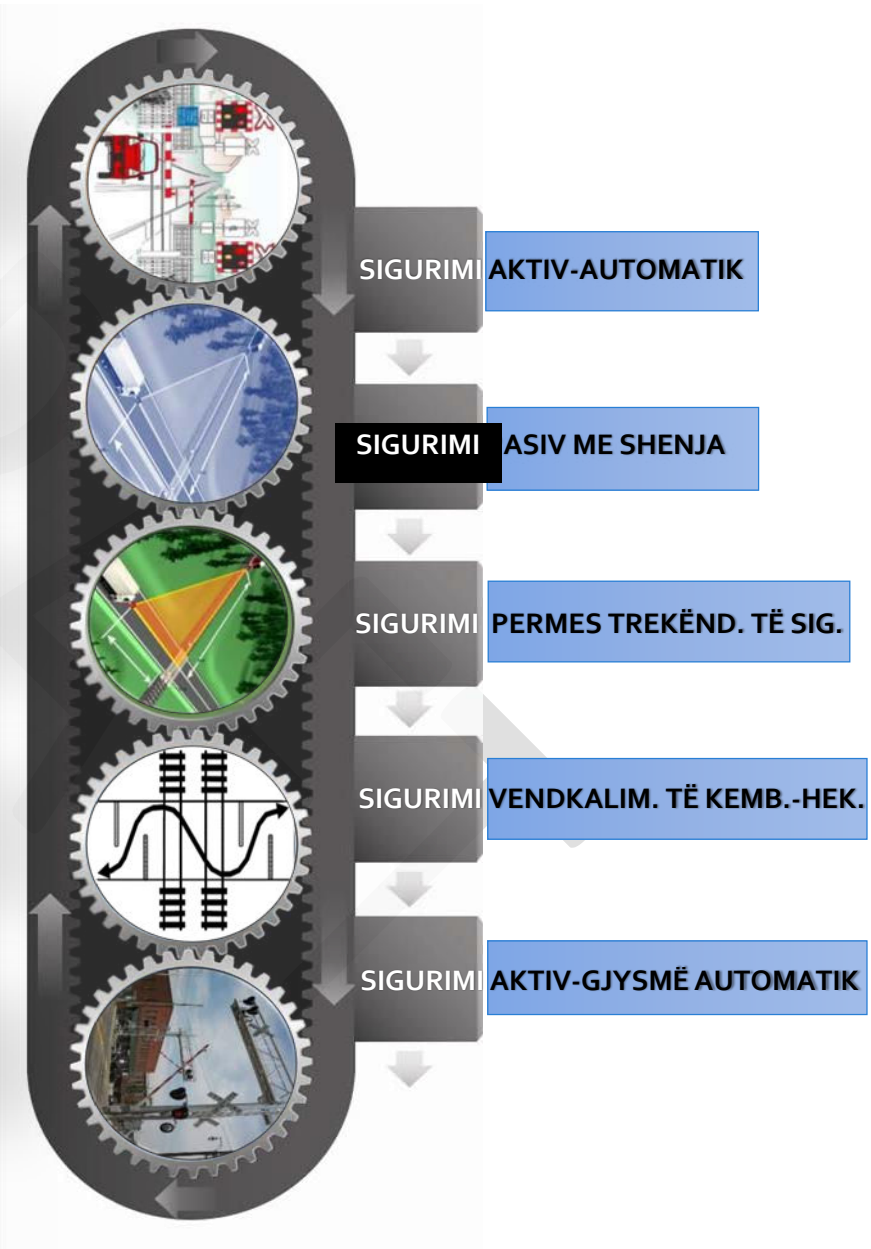 SIGURIMI AKTIV-AUTOMATIK
SIGURIMI ASIV ME SHENJA
SIGURIMI PERMES TREKËND. TË SIG.
SIGURIMI VENDKALIM. TË KEMB.-HEK.
SIGURIMI AKTIV-GJYSMË AUTOMATIK